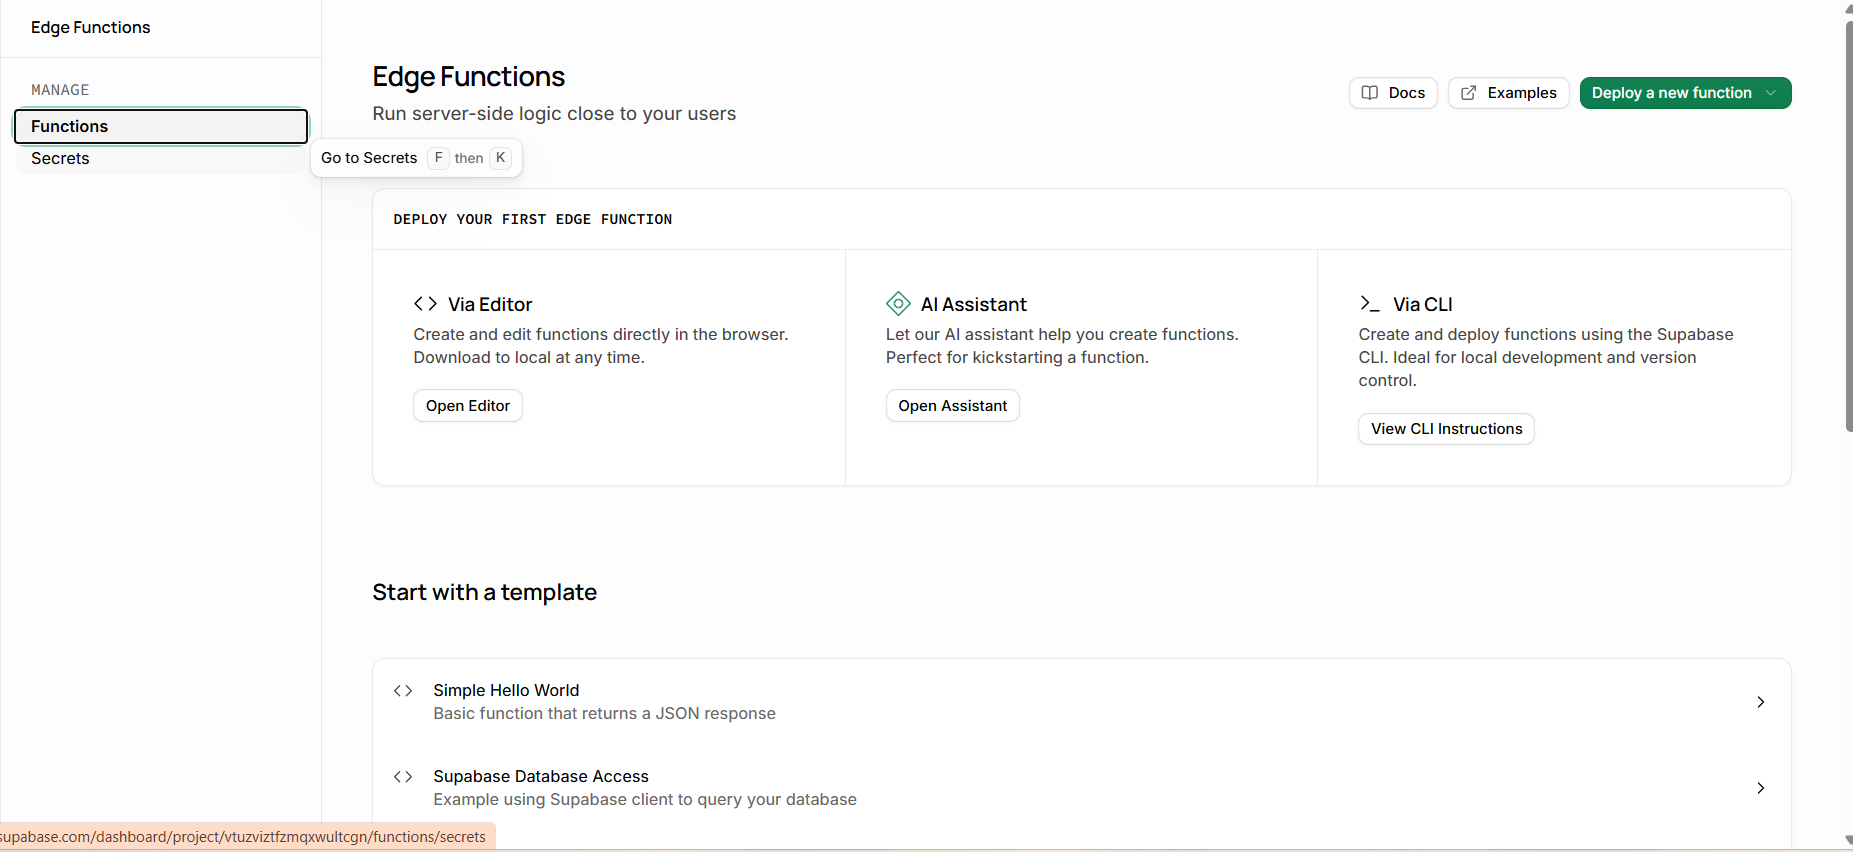 Edge Functions
MANAGE
Functions
Secrets
Go to Secrets F then K
Edge Functions
Run server-side logic close to your users
Docs
Examples
Deploy a new function
DEPLOY YOUR FIRST EDGE FUNCTION
Via Editor
Create and edit functions directly in the browser.
Download to local at any time.
Open Editor
AI Assistant
Let our AI assistant help you create functions.
Perfect for kickstarting a function.
Open Assistant
Via CLI
Create and deploy functions using the Supabase
CLI. Ideal for local development and version
control.
View CLI Instructions
Start with a template
Simple Hello World
Basic function that returns a JSON response
Supabase Database Access
Example using Supabase client to query your database
supabase.com/dashboard/project/vtuzviztfzmqxwultcgn/functions/secrets